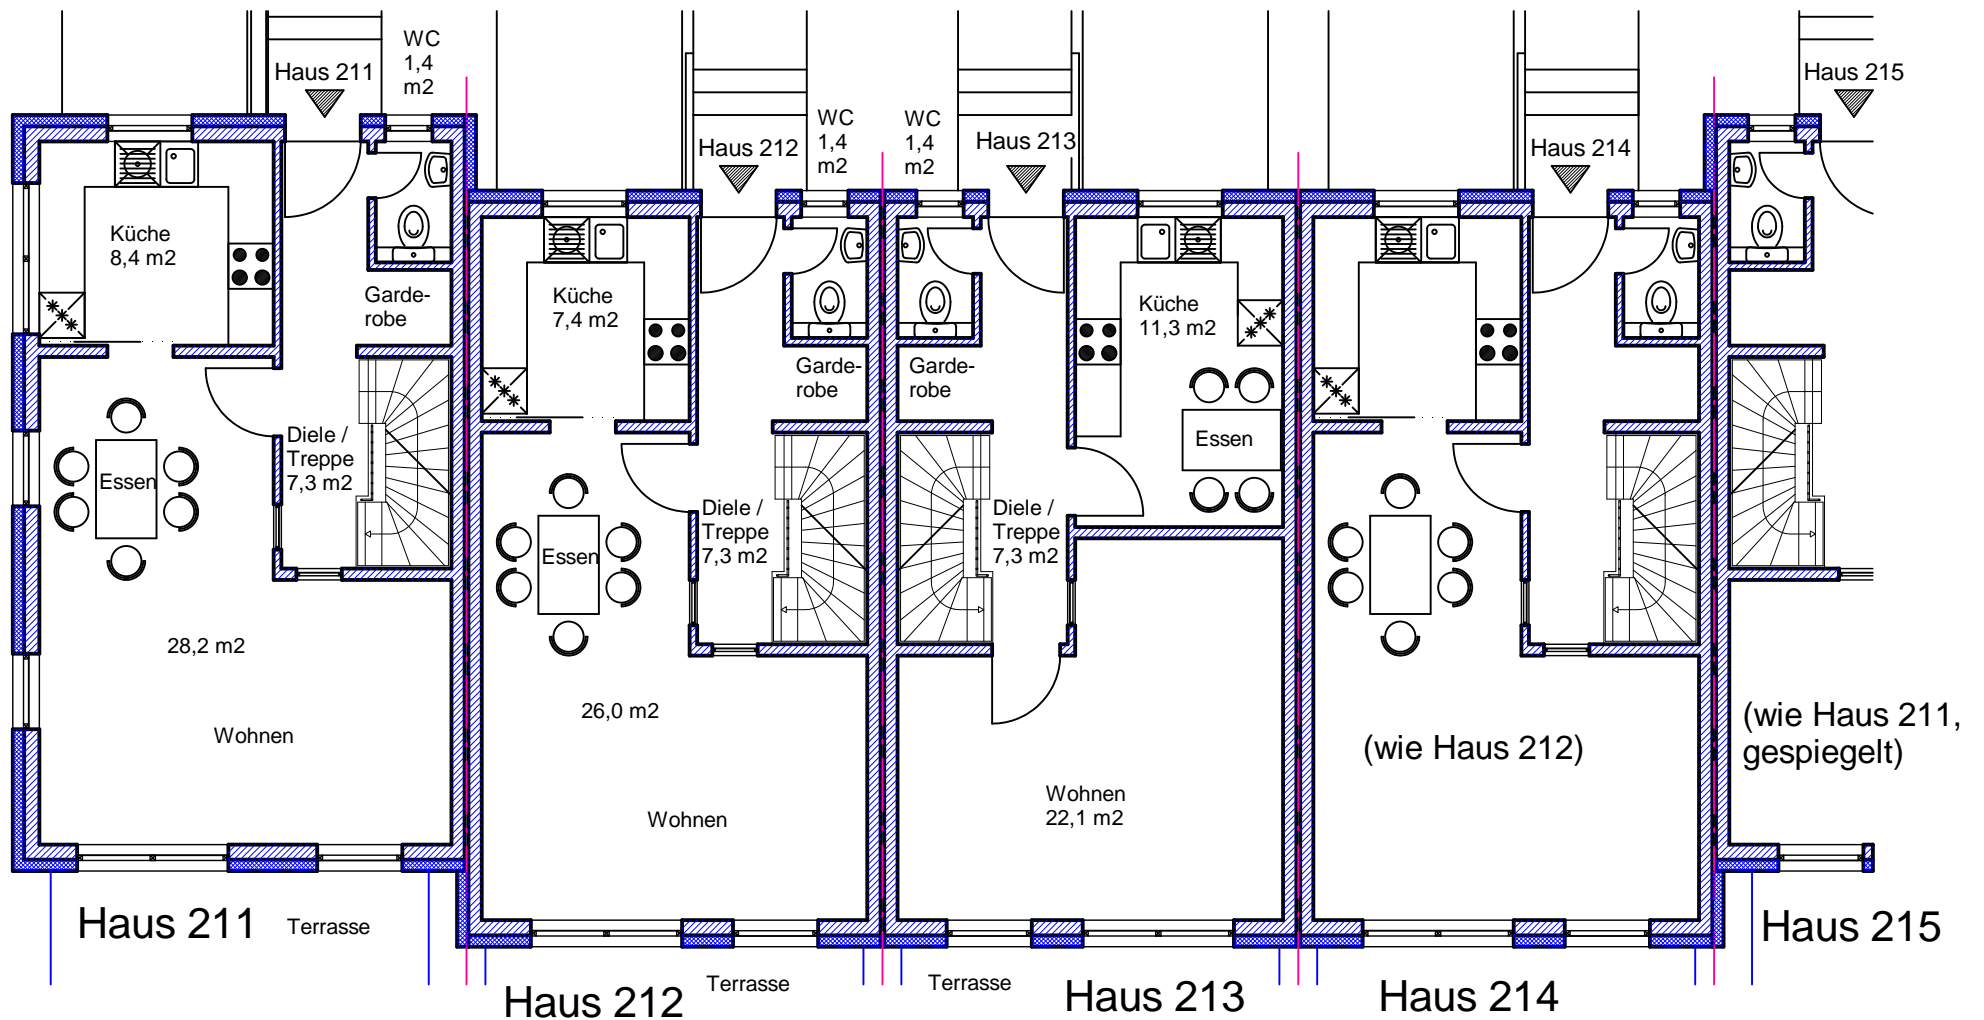 WC
1,4
m2
Haus 211
Haus 215
WC
1,4
m2
WC
1,4
m2
Haus 212
Haus 213
Haus 214
Küche
8,4 m2
Garde-
robe
Küche
7,4 m2
Küche
11,3 m2
Garde-
robe
Garde-
robe
Diele /
Treppe
7,3 m2
Essen
Essen
Diele /
Treppe
7,3 m2
Diele /
Treppe
7,3 m2
Essen
28,2 m2
Wohnen
26,0 m2
Wohnen
Wohnen
22,1 m2
(wie Haus 212)
(wie Haus 211,
gespiegelt)
Haus 211
Terrasse
Haus 212
Terrasse
Terrasse
Haus 213
Haus 214
Haus 215